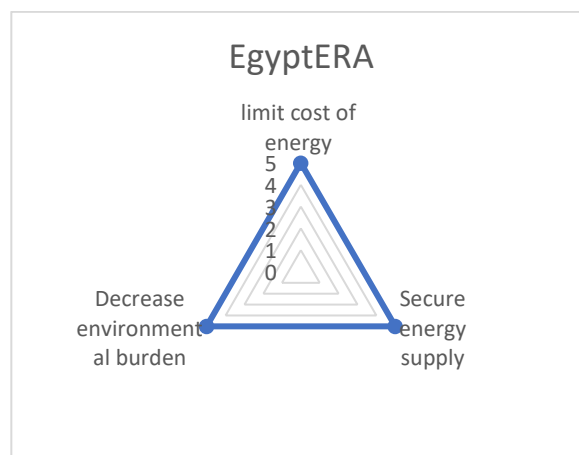 EgyptERA
limit cost of
energy
5
4
3
2
1
0
Decrease
environment
al burden
Secure
energy
supply